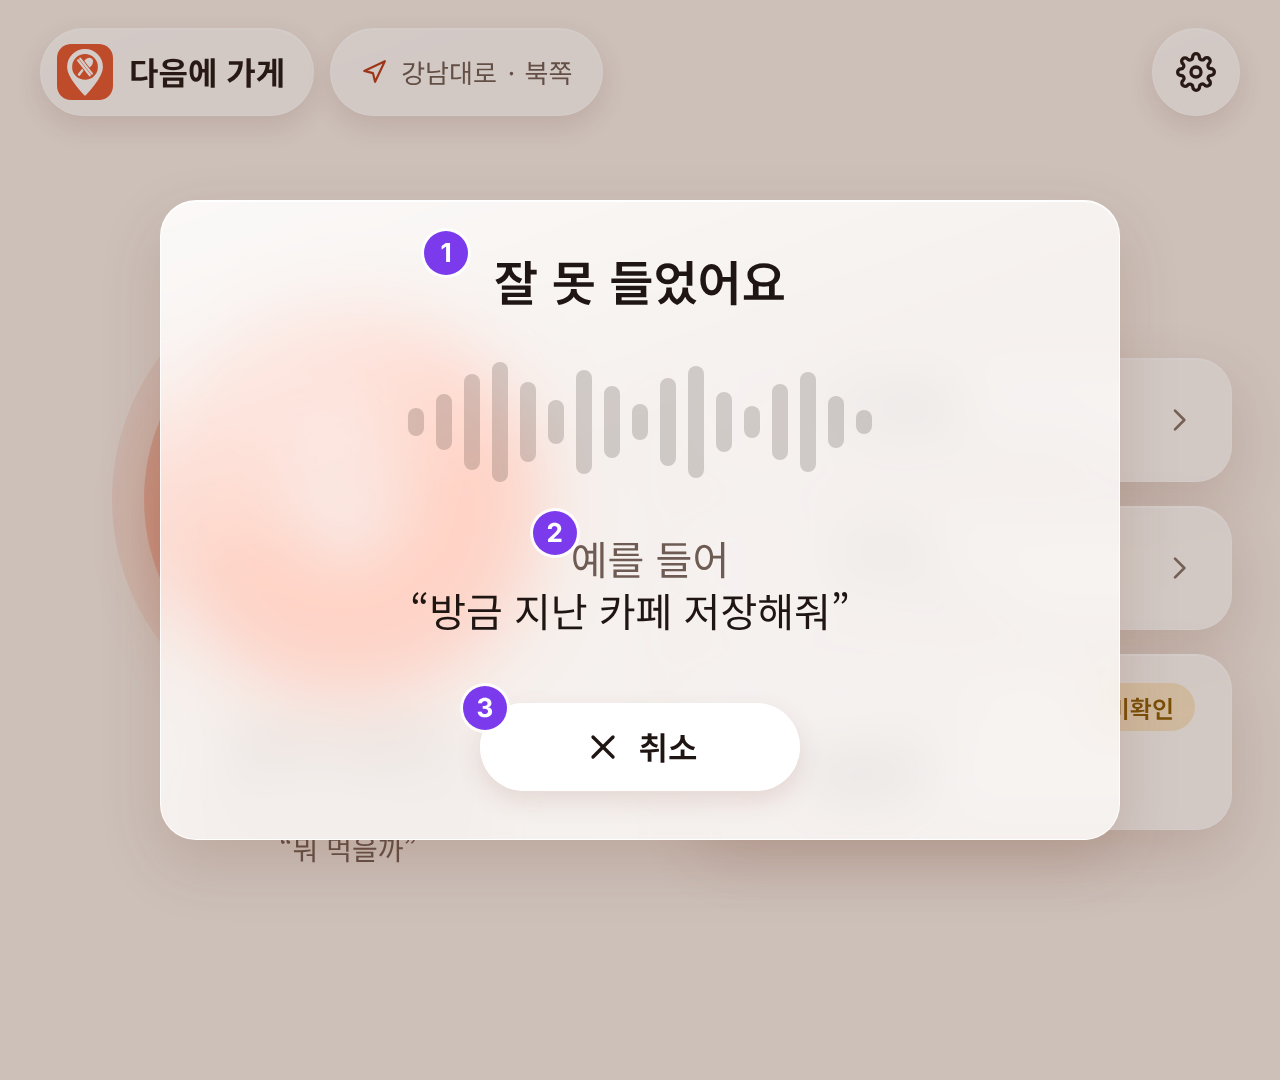 다음에 가게
강남대로 · 북쪽
1
잘 못 들었어요
2
예를 들어
“방금 지난 카페 저장해줘”
3
취소
미확인
“뭐 먹을까”